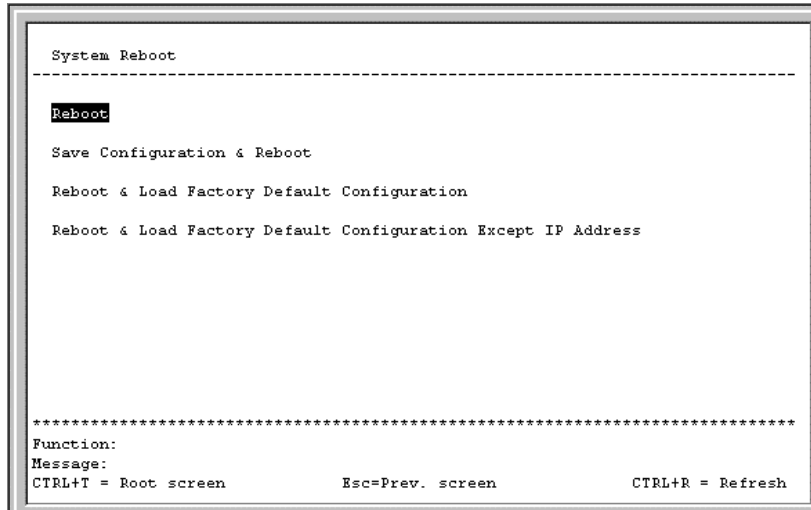 System Reboot
--------------------------------------------------------------------------------
Reboot
Save Configuration & Reboot
Reboot & Load Factory Default Configuration
Reboot & Load Factory Default Configuration Except IP Address
********************************************************************************
Function:
Message:
CTRL+T = Root screen Esc=Prev. screen CTRL+R = Refresh